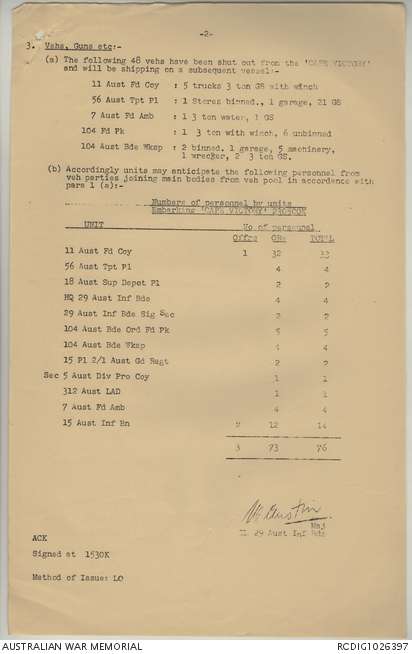 -2-
3. Vehs, Guns etc:-
(a) The following 48 vehs have been shut out from the 'CAPE VICTORY'
and will be shipping on a subsequent vessel:-
11 Aust Fd Coy : 5 trucks 3 ton GS with winch
56 Aust Tpt Pl : 1 Stores binned., 1 garage, 21 GS
7 Aust Fd Amb : 1 3 ton water, 1 GS
104 Fd Pk : 1 3 ton with winch, 6 unbinned
104 Aust Bde Wksp : 2 binned, 1 garage, 5 machinery,
1 wrecker, 2 3 ton GS.
(b) Accordingly units may anticipate the following personnel from
veh parties joining main bodies from veh pool in accordance with
para 1 (a):-
Numbers of personnel by units
Embarking 'CAPE VICTORY'
UNIT No of personnel
Offrs ORs TOTAL
11 Aust Fd Coy 1 32 33
56 Aust Tpt Pl 4 4
18 Aust Sup Depot Pl 2 2
HQ 29 Aust Inf Bde 4 4
29 Aust Inf Bde Sig Sec 2 2
104 Aust Bde Ord Fd Pk 5 5
104 Aust Bde Wksp 4 4
15 Pl 2/1 Aust Gd Regt 2 2
Sec 5 Aust Div Pro Coy 1 1
312 Aust LAD 1 1
7 Fd Amb 4 4
15 Aust Inf Bn 2 12 14
3 73 76
Maj
29 Aust Inf Bde
ACK
Signed at 1530K
Method of Issue: LO
AUSTRALIAN WAR MEMORIAL RCDIG1026397